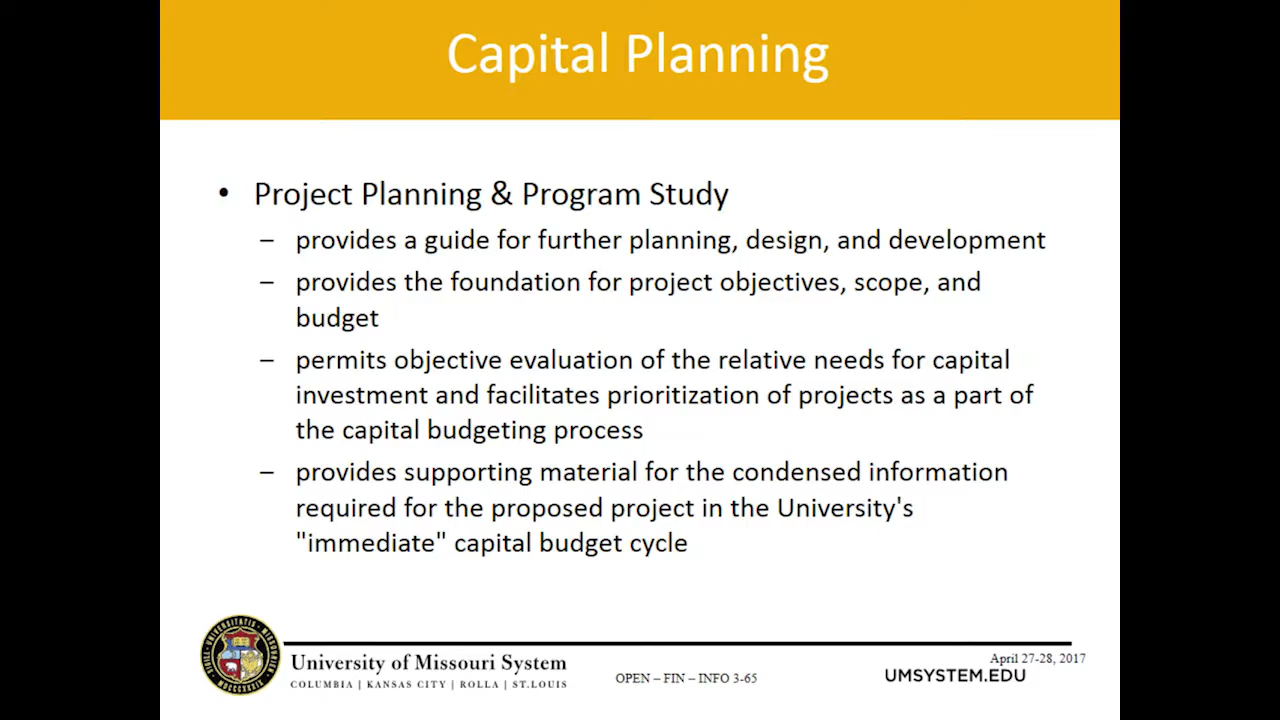 Capital Planning
• Project Planning & Program Study
– provides a guide for further planning, design, and development
– provides the foundation for project objectives, scope, and
budget
– permits objective evaluation of the relative needs for capital
investment and facilitates prioritization of projects as a part of
the capital budgeting process
– provides supporting material for the condensed information
required for the proposed project in the University's
"immediate" capital budget cycle
University of Missouri System
COLUMBIA | KANSAS CITY | ROLLA | ST.LOUIS
OPEN – FIN – INFO 3-65
April 27-28, 2017
UMSYSTEM.EDU